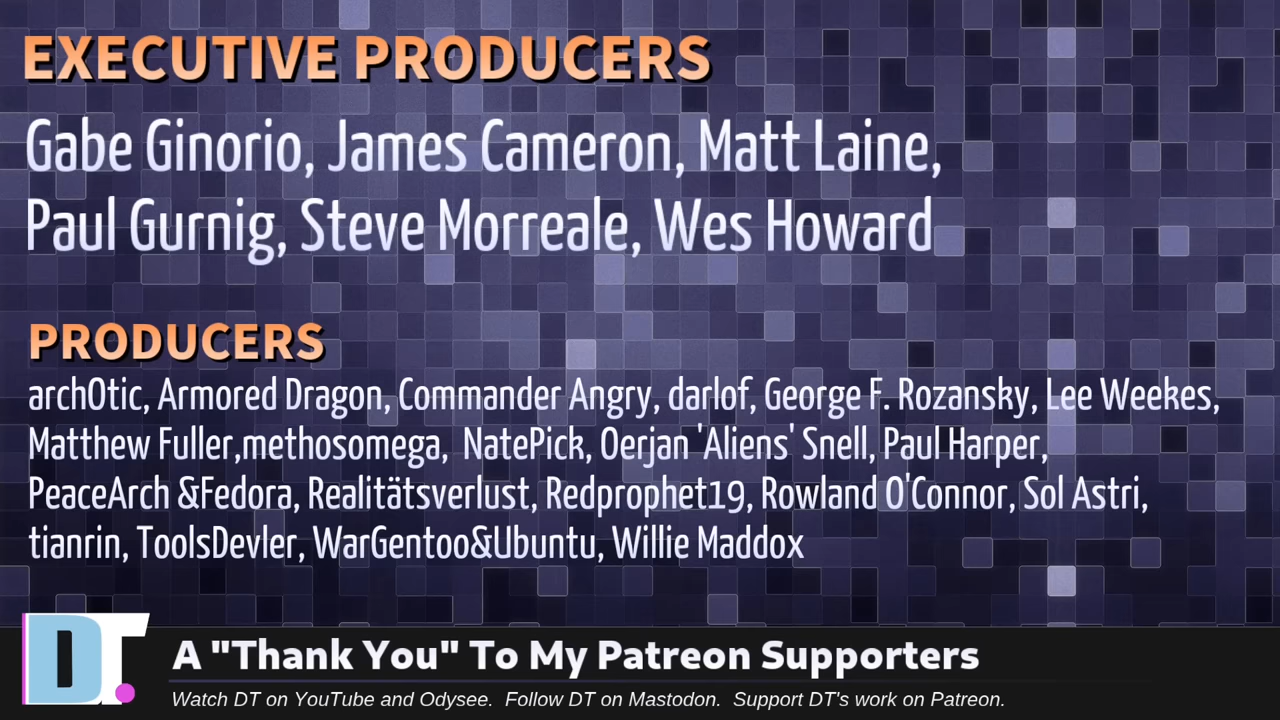 EXECUTIVE PRODUCERS
Gabe Ginorio, James Cameron, Matt Laine,
Paul Gurnig, Steve Morreale, Wes Howard
PRODUCERS
archOtic, Armored Dragon, Commander Angry, darlof, George F. Rozansky, Lee Weekes,
Matthew Fuller,methosomega,  NatePick, Oerjan 'Aliens' Snell, Paul Harper,
PeaceArch &Fedora, Realitätsverlust, Redprophet19, Rowland O'Connor, Sol Astri,
tianrin, ToolsDevler, WarGentoo&Ubuntu, Willie Maddox
DT.
A "Thank You" To My Patreon Supporters
Watch DT on YouTube and Odysee.  Follow DT on Mastodon.  Support DT's work on Patreon.